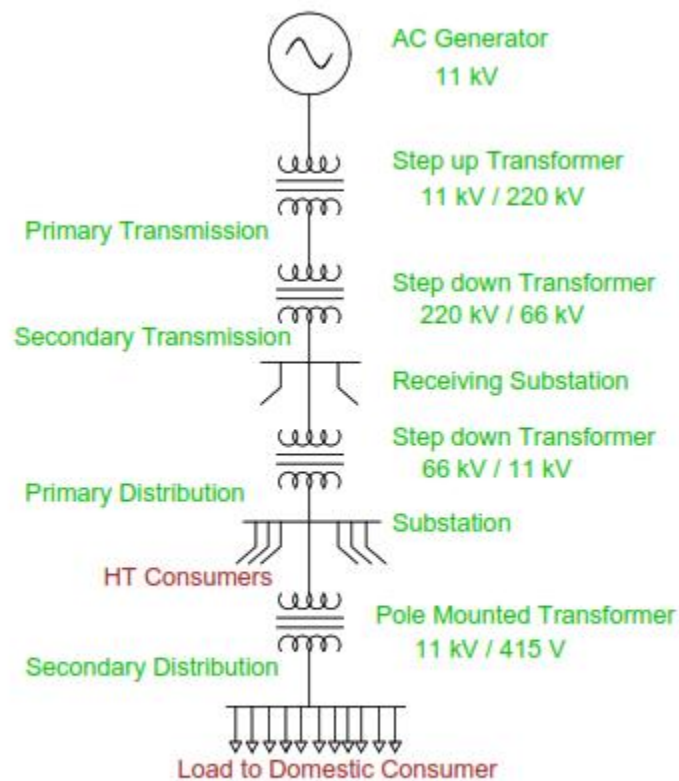 AC Generator
11 kV
Step up Transformer
11 kV / 220 kV
Primary Transmission
Step down Transformer
220 kV / 66 kV
Secondary Transmission
Receiving Substation
Step down Transformer
66 kV / 11 kV
Primary Distribution
Substation
HT Consumers
Pole Mounted Transformer
11 kV / 415 V
Secondary Distribution
Load to Domestic Consumer